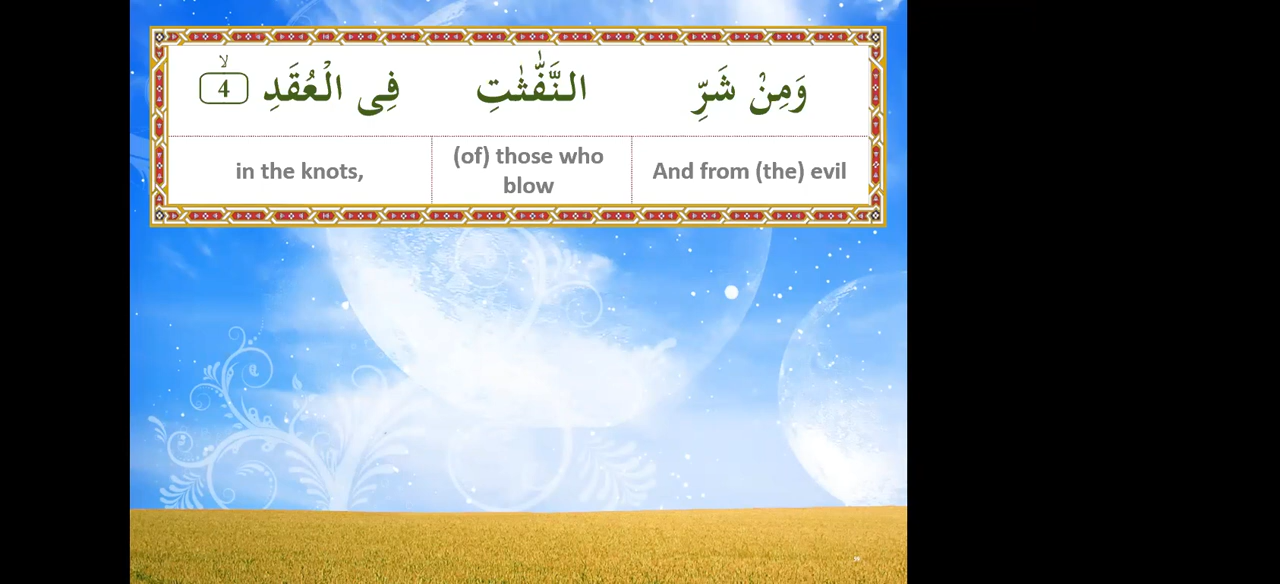 وَمِنْ شَرِّ النَّفّٰثٰتِ فِى الْعُقَدِ ۙ 4
And from (the) evil
(of) those who
blow
in the knots,